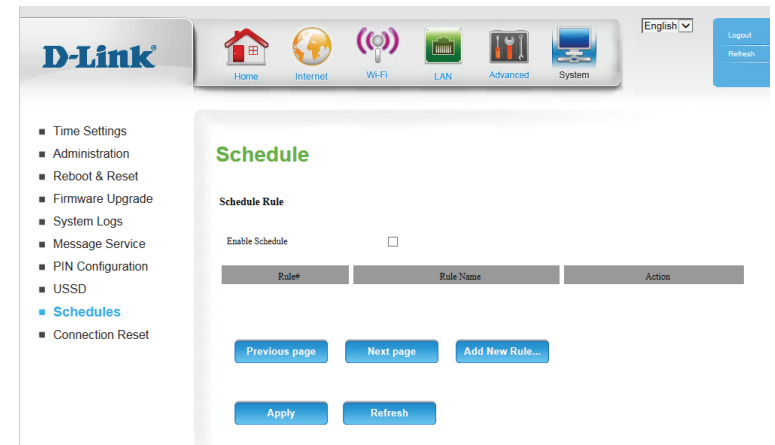 D-Link®
Home Internet Wi-Fi LAN Advanced System
English
Logout
Refresh
Time Settings
Administration
Reboot & Reset
Firmware Upgrade
System Logs
Message Service
PIN Configuration
USSD
Schedules
Connection Reset
Schedule
Schedule Rule
Enable Schedule
Rule# Rule Name Action
Previous page Next page Add New Rule...
Apply Refresh